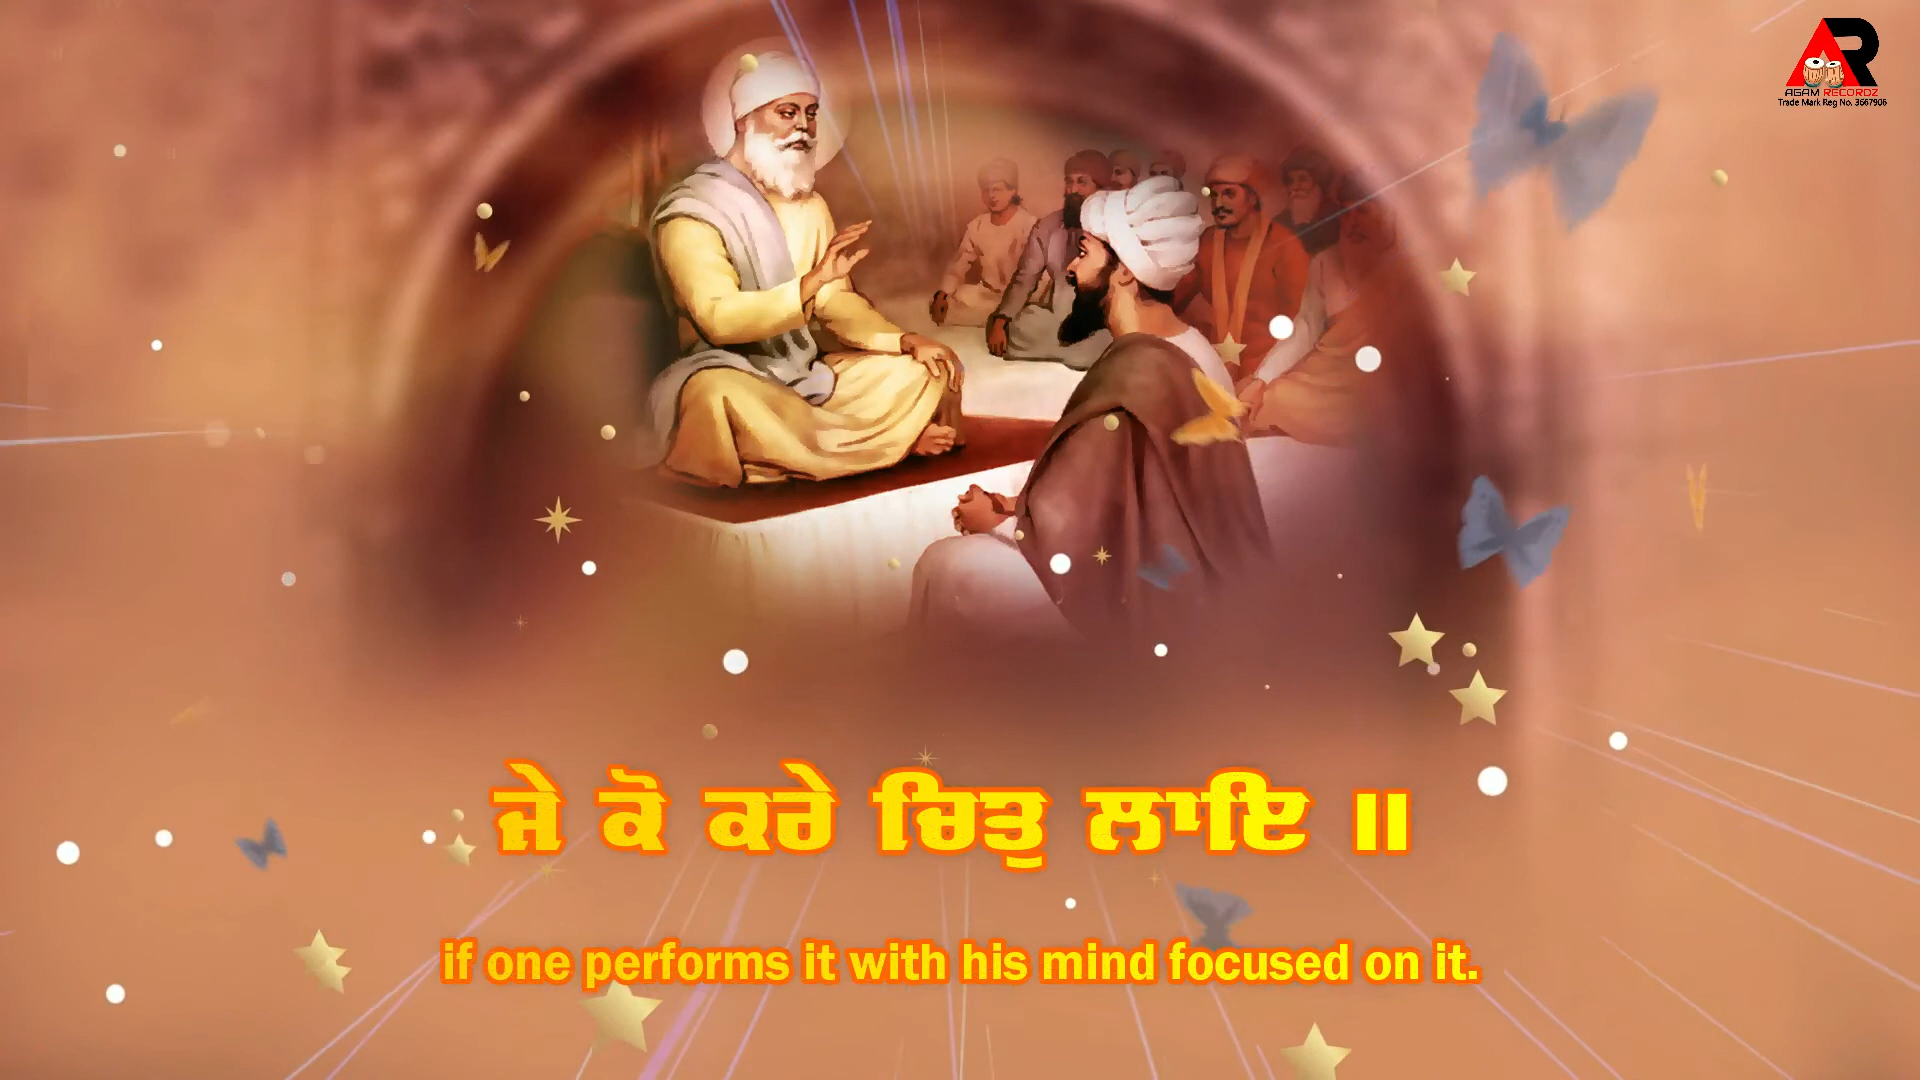 AGAM RECORDZ
Trade Mark Reg No. 3667906
ਜੇ ਕੋ ਕਰੇ ਚਿਤੁ ਲਾਇ ॥
if one performs it with his mind focused on it.